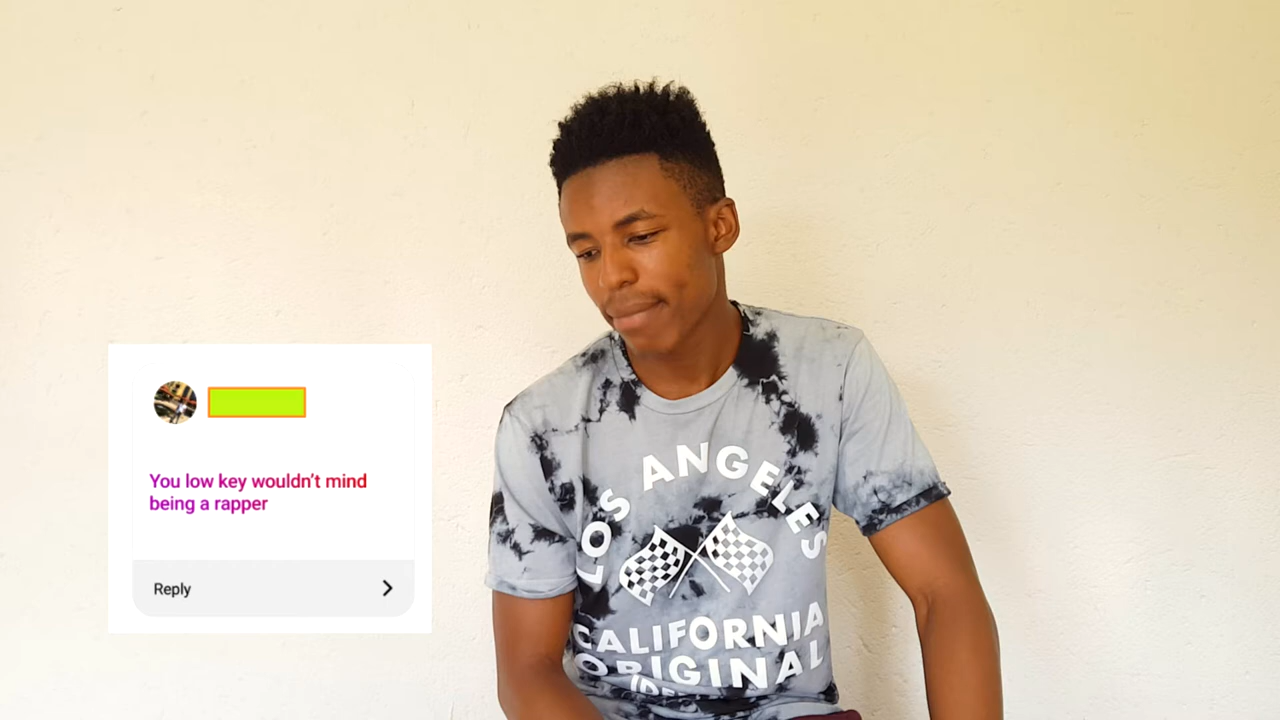 You low key wouldn't mind
being a rapper
Reply
LOS ANGELES
CALIFORNIA
ORIGINAL